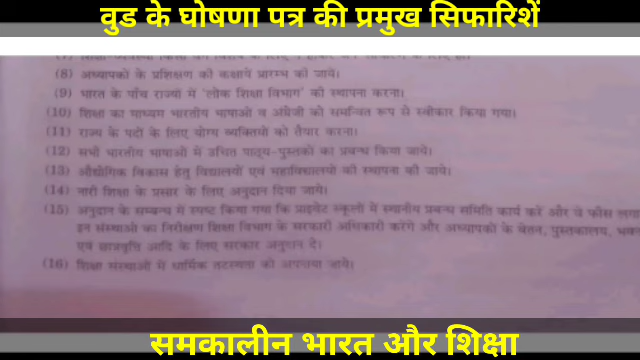 वुड के घोषणा पत्र की प्रमुख सिफारिशें
(8) अध्यापकों के प्रशिक्षण की कक्षायें प्रारम्भ की जायें।
(9) भारत के पाँच राज्यों में 'लोक शिक्षा विभाग' की स्थापना करना।
(10) शिक्षा का माध्यम भारतीय भाषाओं व अंग्रेजी को समन्वित रूप से स्वीकार किया गया।
(11) राज्य के पदों के लिए योग्य व्यक्तियों को तैयार करना।
(12) सभी भारतीय भाषाओं में उचित पाठ्य-पुस्तकों का प्रबन्ध किया जाये।
(13) औद्योगिक विकास हेतु विद्यालयों एवं महाविद्यालयों की स्थापना की जाये।
(14) नारी शिक्षा के प्रसार के लिए अनुदान दिया जाये।
(15) अनुदान के सम्बन्ध में स्पष्ट किया गया कि प्राइवेट स्कूलों में स्थानीय प्रबन्ध समिति कार्य करें और वे फीस
इन संस्थाओं का निरीक्षण शिक्षा विभाग के सरकारी अधिकारी करेंगे और अध्यापकों के वेतन, पुस्तकालय,
एवं छात्रवृत्ति आदि के लिए सरकार अनुदान दे।
(16) शिक्षा संस्थाओं में धार्मिक तटस्थता को अपनाया जाये।
समकालीन भारत और शिक्षा